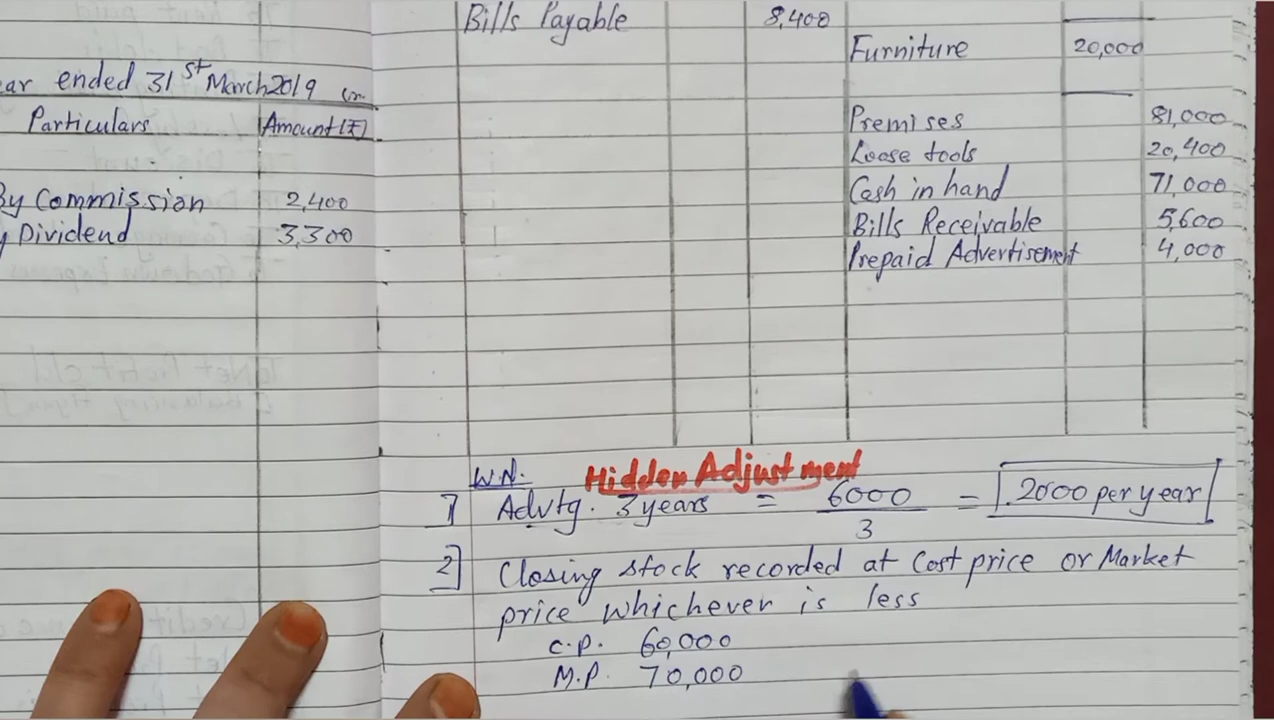 Bills Payable 8,400
Furniture 20,000
ar ended 31st March 2019 Cr.
Particulars Amount (₹)
Premises 81,000
Loose tools 20,400
Cash in hand 71,000
By Commission 2,400
Bills Receivable 5,600
y Dividend 3,300
Prepaid Advertisement 4,000
W.N. Hidden Adjustment
1] Advtg. 3 years = 6000 / 3 = 2000 per year
2] Closing stock recorded at Cost price or Market
price whichever is less
C.P. 60,000
M.P. 70,000